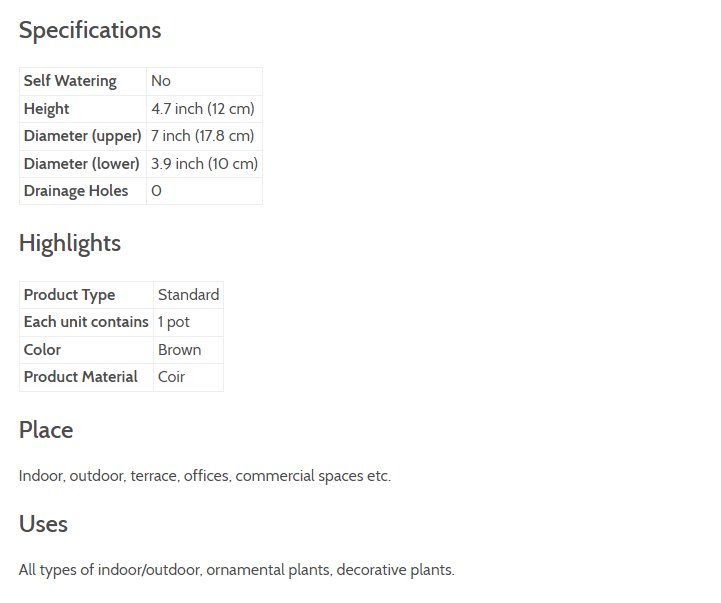 Specifications
Self Watering No
Height 4.7 inch (12 cm)
Diameter (upper) 7 inch (17.8 cm)
Diameter (lower) 3.9 inch (10 cm)
Drainage Holes 0
Highlights
Product Type Standard
Each unit contains 1 pot
Color Brown
Product Material Coir
Place
Indoor, outdoor, terrace, offices, commercial spaces etc.
Uses
All types of indoor/outdoor, ornamental plants, decorative plants.